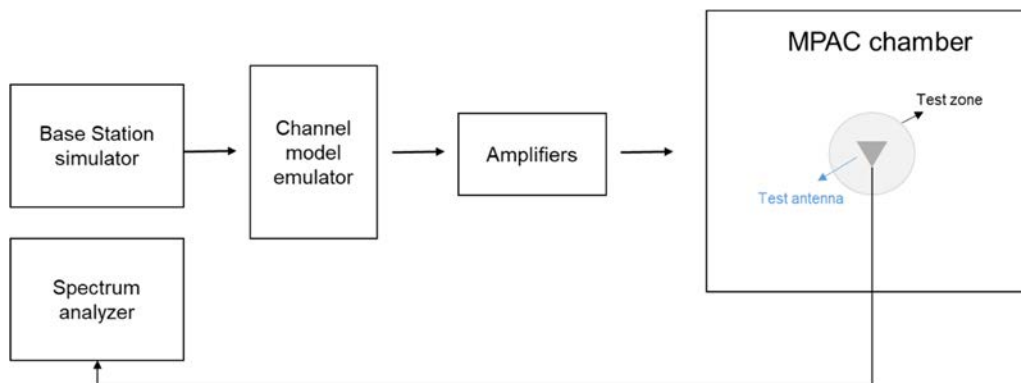 MPAC chamber
Test zone
Base Station
simulator
Channel
model
emulator
Amplifiers
Test antenna
Spectrum
analyzer